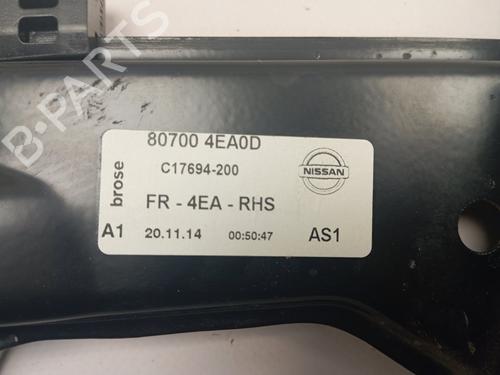 B-PARTS
80700 4EA0D
C17694-200
brose
NISSAN
FR - 4EA - RHS
A1 20.11.14 00:50:47 AS1